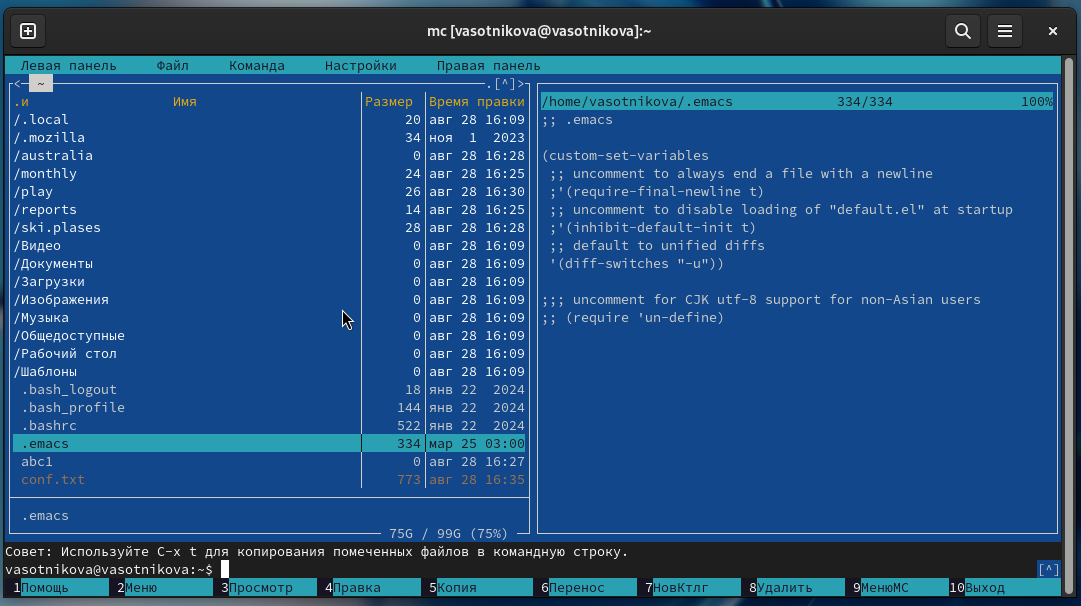 mc [vasotnikova@vasotnikova]:~
Левая панель Файл Команда Настройки Правая панель
<─ ~ .[^]>
.и Имя Размер Время правки
/.local 20 авг 28 16:09
/.mozilla 34 ноя 1 2023
/australia 0 авг 28 16:28
/monthly 24 авг 28 16:25
/play 26 авг 28 16:30
/reports 14 авг 28 16:25
/ski.plases 28 авг 28 16:28
/Видео 0 авг 28 16:09
/Документы 0 авг 28 16:09
/Загрузки 0 авг 28 16:09
/Изображения 0 авг 28 16:09
/Музыка 0 авг 28 16:09
/Общедоступные 0 авг 28 16:09
/Рабочий стол 0 авг 28 16:09
/Шаблоны 0 авг 28 16:09
.bash_logout 18 янв 22 2024
.bash_profile 144 янв 22 2024
.bashrc 522 янв 22 2024
.emacs 334 мар 25 03:00
abc1 0 авг 28 16:27
conf.txt 773 авг 28 16:35
.emacs
75G / 99G (75%)
/home/vasotnikova/.emacs 334/334 100%
;; .emacs
(custom-set-variables
;; uncomment to always end a file with a newline
;'(require-final-newline t)
;; uncomment to disable loading of "default.el" at startup
;'(inhibit-default-init t)
;; default to unified diffs
'(diff-switches "-u"))
;;; uncomment for CJK utf-8 support for non-Asian users
;; (require 'un-define)
Совет: Используйте C-x t для копирования помеченных файлов в командную строку.
vasotnikova@vasotnikova:~$ [^]
1Помощь 2Меню 3Просмотр 4Правка 5Копия 6Перенос 7НовКтлг 8Удалить 9МенюMC 10Выход